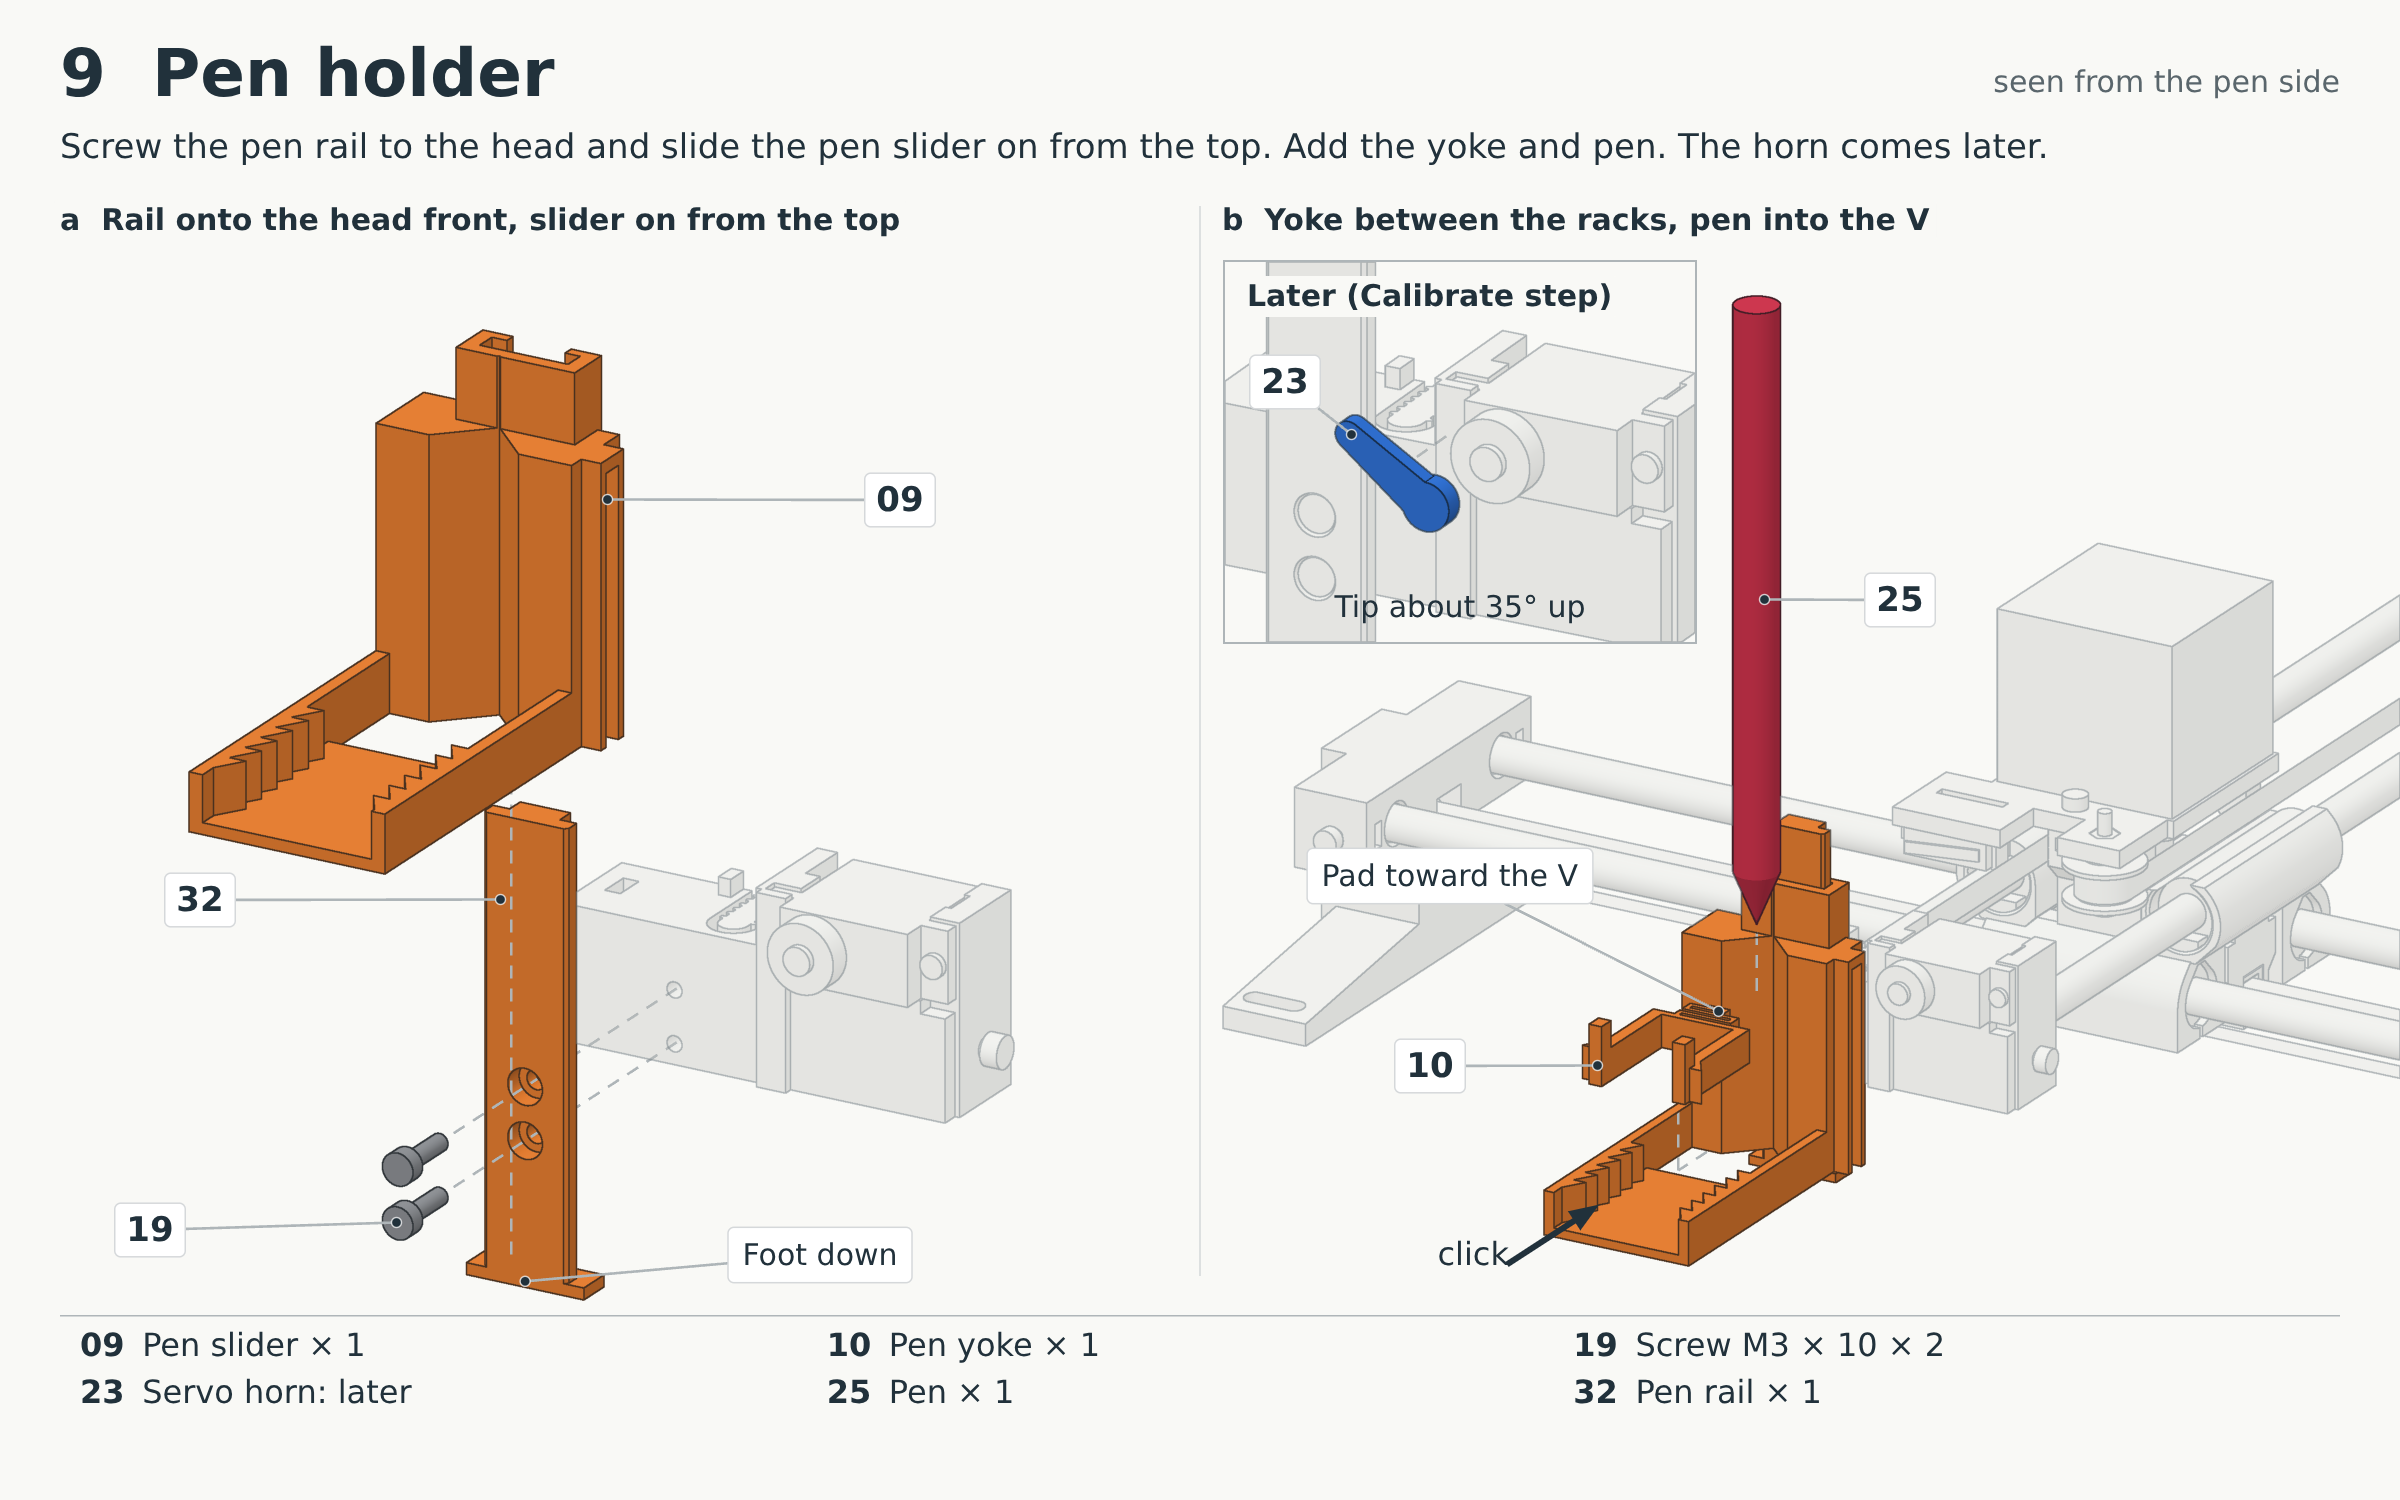 9 Pen holder
seen from the pen side
Screw the pen rail to the head and slide the pen slider on from the top. Add the yoke and pen. The horn comes later.
a Rail onto the head front, slider on from the top
09
32
19
Foot down
b Yoke between the racks, pen into the V
Later (Calibrate step)
23
Tip about 35° up
25
Pad toward the V
10
click
09 Pen slider × 1
10 Pen yoke × 1
19 Screw M3 × 10 × 2
23 Servo horn: later
25 Pen × 1
32 Pen rail × 1